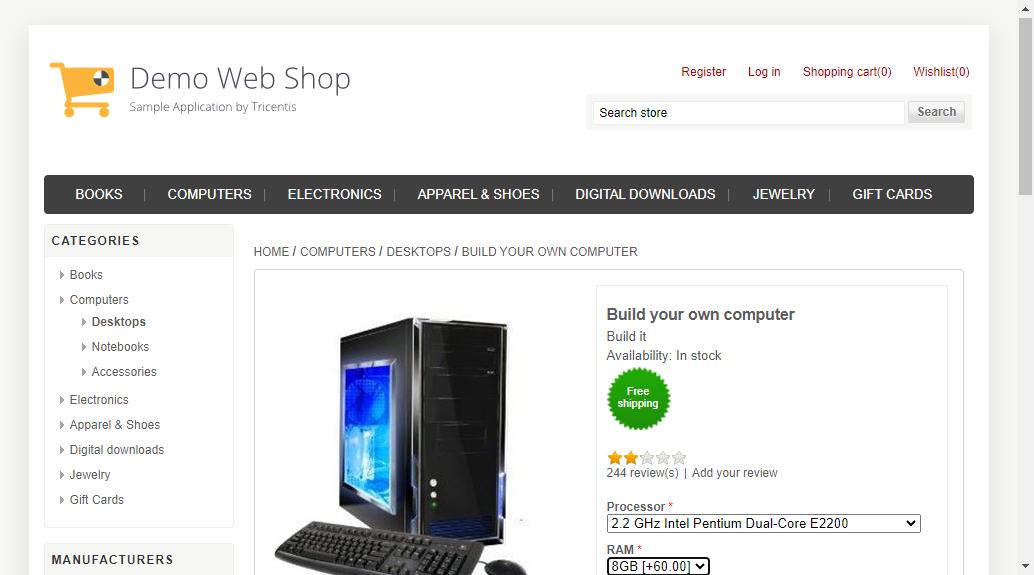 Demo Web Shop
Sample Application by Tricentis
Register Log in Shopping cart(0) Wishlist(0)
Search store Search
BOOKS COMPUTERS ELECTRONICS APPAREL & SHOES DIGITAL DOWNLOADS JEWELRY GIFT CARDS
CATEGORIES
Books
Computers
Desktops
Notebooks
Accessories
Electronics
Apparel & Shoes
Digital downloads
Jewelry
Gift Cards
MANUFACTURERS
HOME / COMPUTERS / DESKTOPS / BUILD YOUR OWN COMPUTER
Build your own computer
Build it
Availability: In stock
Free
shipping
244 review(s) | Add your review
Processor *
2.2 GHz Intel Pentium Dual-Core E2200
RAM *
8GB [+60.00]